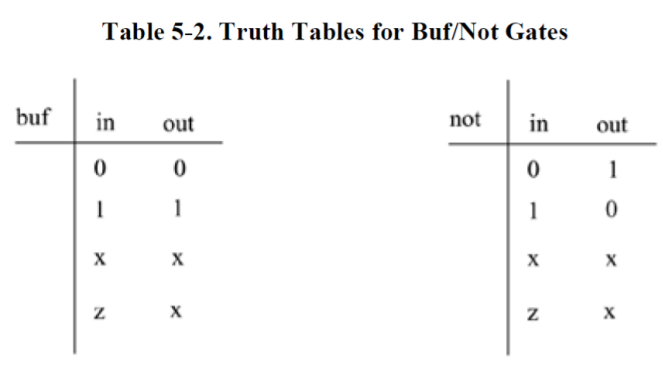 Table 5-2. Truth Tables for Buf/Not Gates
buf in out
0 0
1 1
x x
z x
not in out
0 1
1 0
x x
z x